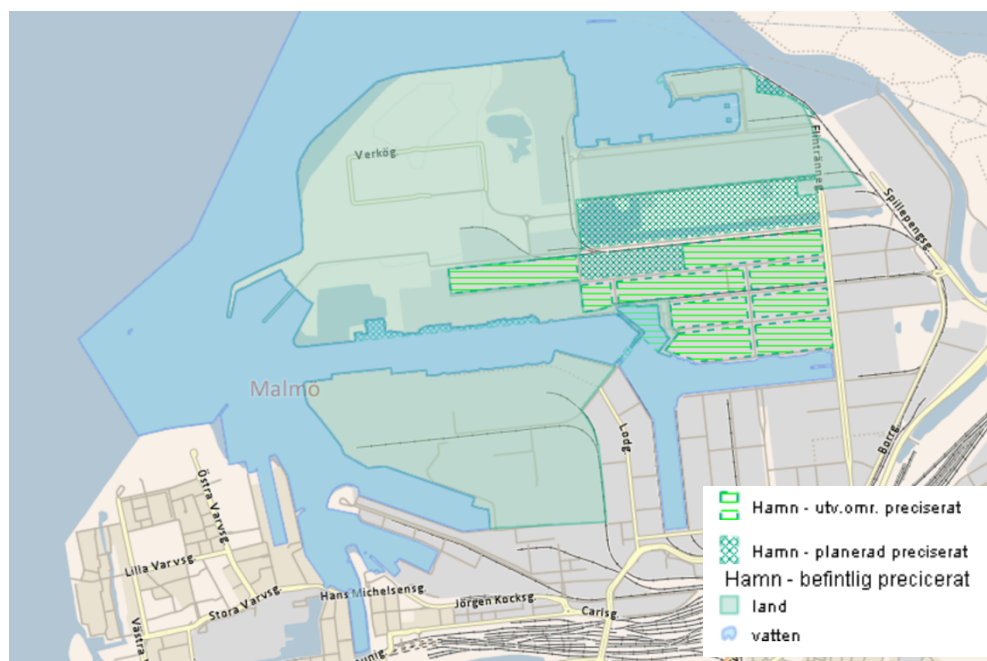 Verkög.
Flintränneg.
Spillepengsg.
Malmö
Lodg.
Borrg.
Östra Varvsg.
Lilla Varvsg.
Stora Varvsg.
Hans Michelsensg.
Jörgen Kocksg.
Carlsg.
Västra V
Hamn - utv.omr. preciserat
Hamn - planerad preciserat
Hamn - befintlig precicerat
land
vatten